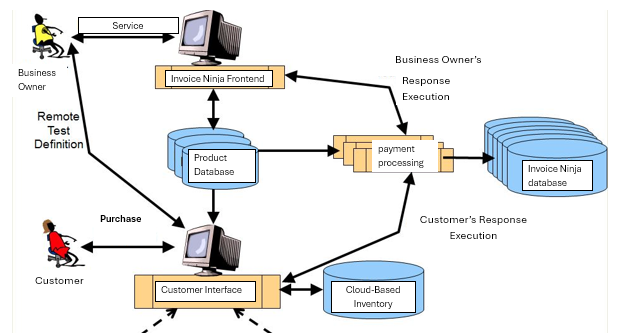 Service
Business
Owner
Invoice Ninja Frontend
Business Owner's
Response
Execution
Remote
Test
Definition
Product
Database
payment
processing
Invoice Ninja
database
Purchase
Customer's Response
Execution
Customer
Customer Interface
Cloud-Based
Inventory